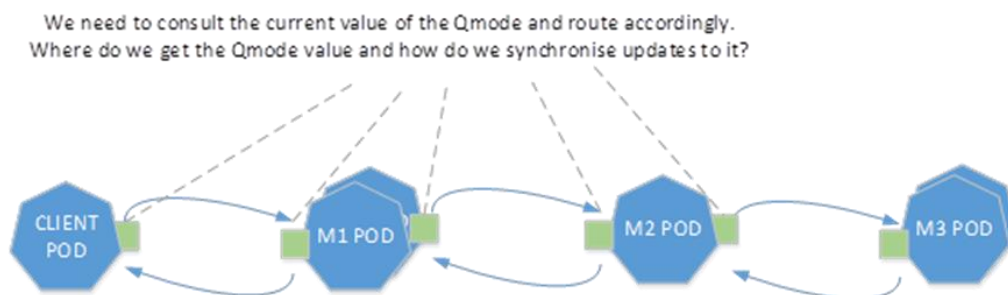 We need to consult the current value of the Qmode and route accordingly.
Where do we get the Qmode value and how do we synchronise updates to it?
CLIENT
POD
M1 POD
M2 POD
M3 POD